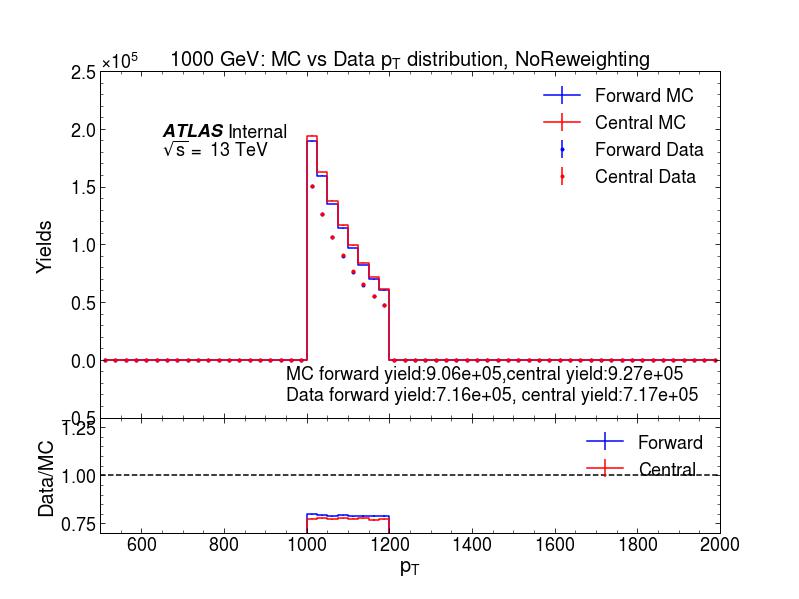 1000 GeV: MC vs Data p_T distribution, NoReweighting
×10⁵
2.5
2.0
1.5
1.0
0.5
0.0
0.5
Yields
ATLAS Internal
√s = 13 TeV
Forward MC
Central MC
Forward Data
Central Data
MC forward yield:9.06e+05,central yield:9.27e+05
Data forward yield:7.16e+05, central yield:7.17e+05
1.25
1.00
0.75
Data/MC
Forward
Central
600 800 1000 1200 1400 1600 1800 2000
p_T